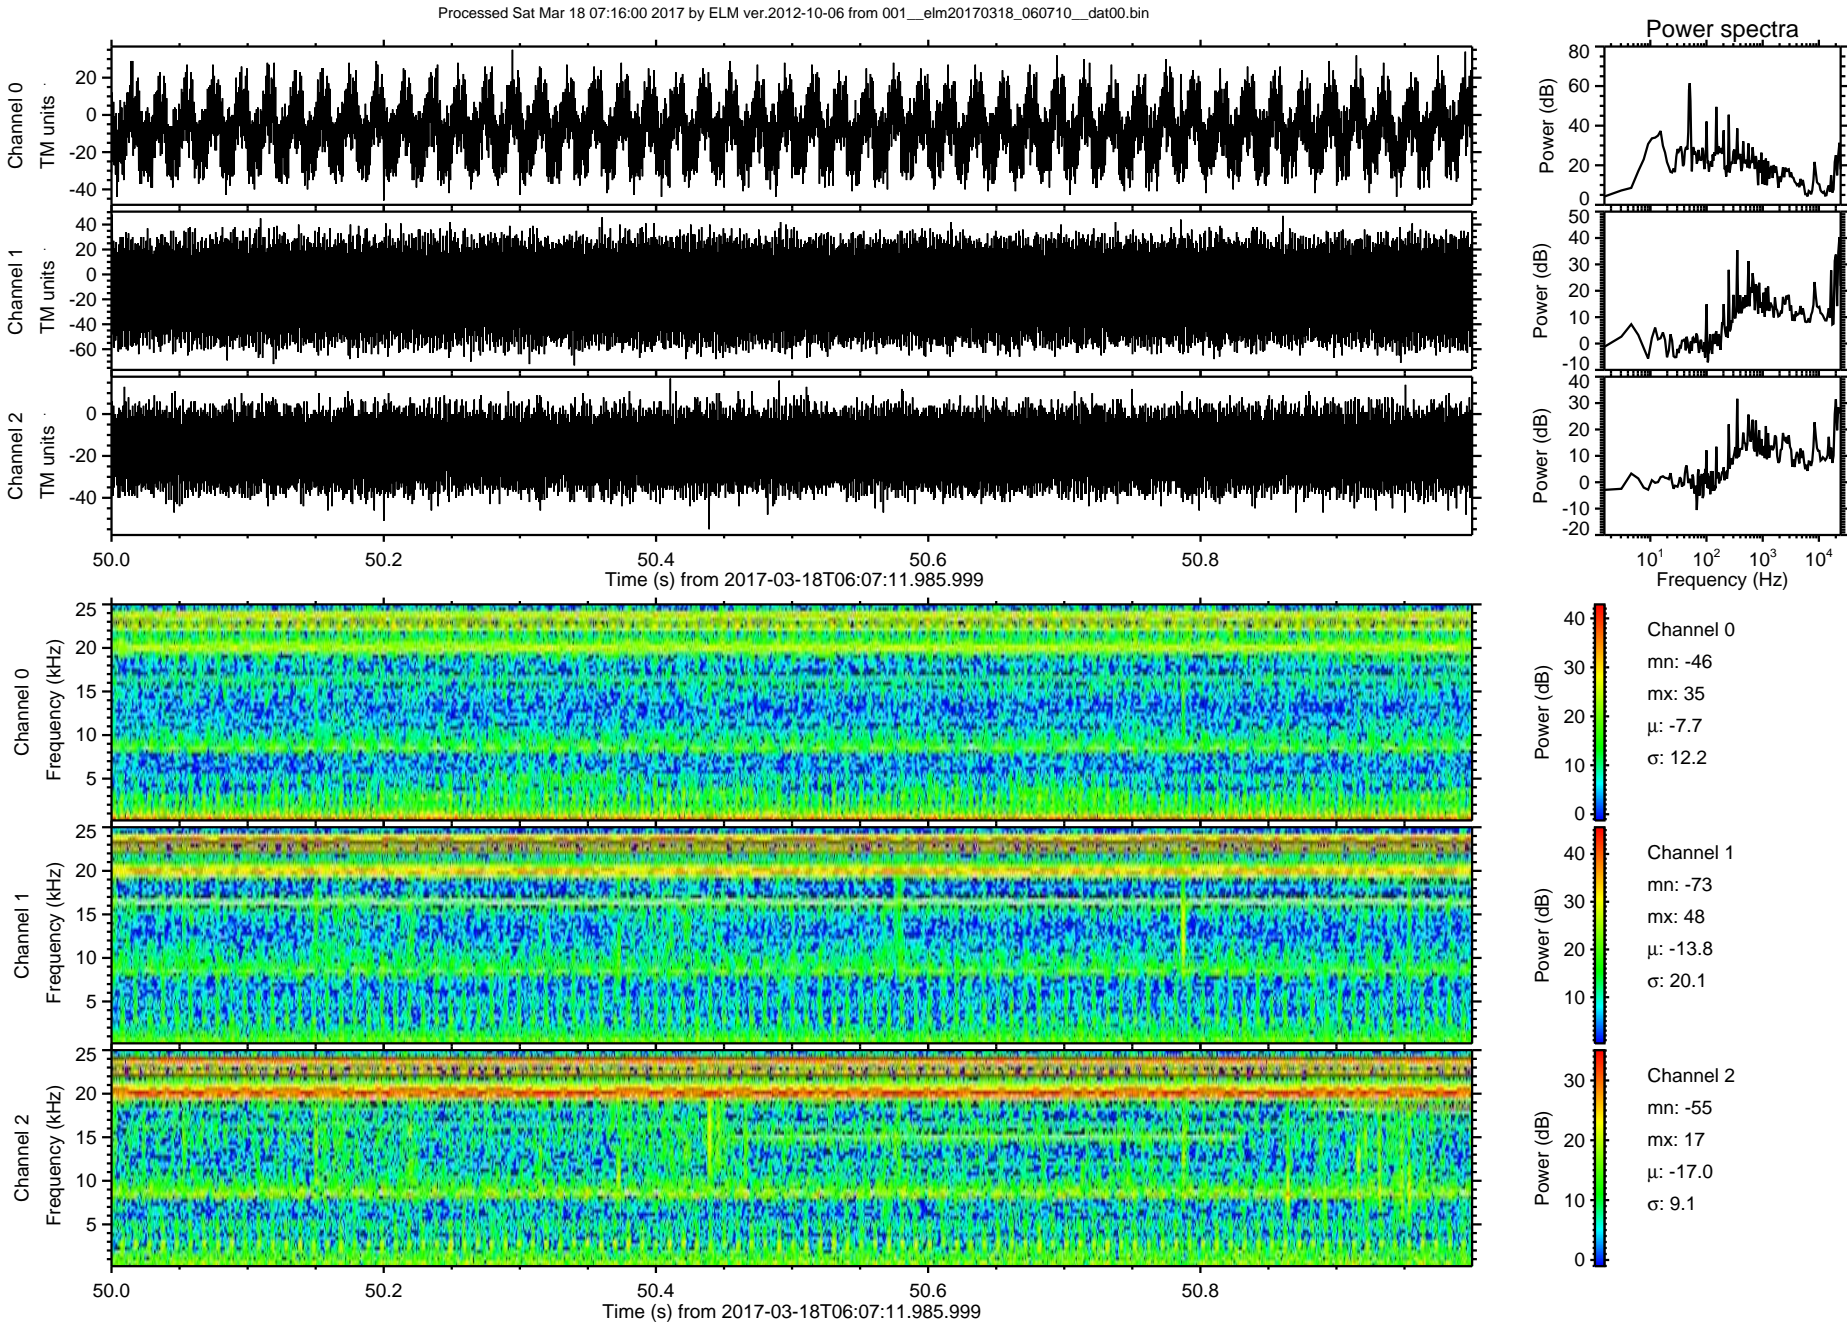 Processed Sat Mar 18 07:16:00 2017 by ELM ver.2012-10-06 from 001__elm20170318_060710__dat00.bin
Power spectra
Channel 0
TM units
20
0
-20
-40
Power (dB)
80
60
40
20
0
Channel 1
TM units
40
20
0
-20
-40
-60
Power (dB)
50
40
30
20
10
0
-10
Channel 2
TM units
0
-20
-40
Power (dB)
40
30
20
10
0
-10
-20
50.0 50.2 50.4 50.6 50.8
Time (s) from 2017-03-18T06:07:11.985.999
10¹ 10² 10³ 10⁴
Frequency (Hz)
Channel 0
Frequency (kHz)
25
20
15
10
5
Power (dB)
40
30
20
10
0
Channel 0
mn: -46
mx: 35
μ: -7.7
σ: 12.2
Channel 1
Frequency (kHz)
25
20
15
10
5
Power (dB)
40
30
20
10
Channel 1
mn: -73
mx: 48
μ: -13.8
σ: 20.1
Channel 2
Frequency (kHz)
25
20
15
10
5
Power (dB)
30
20
10
0
Channel 2
mn: -55
mx: 17
μ: -17.0
σ: 9.1
50.0 50.2 50.4 50.6 50.8
Time (s) from 2017-03-18T06:07:11.985.999